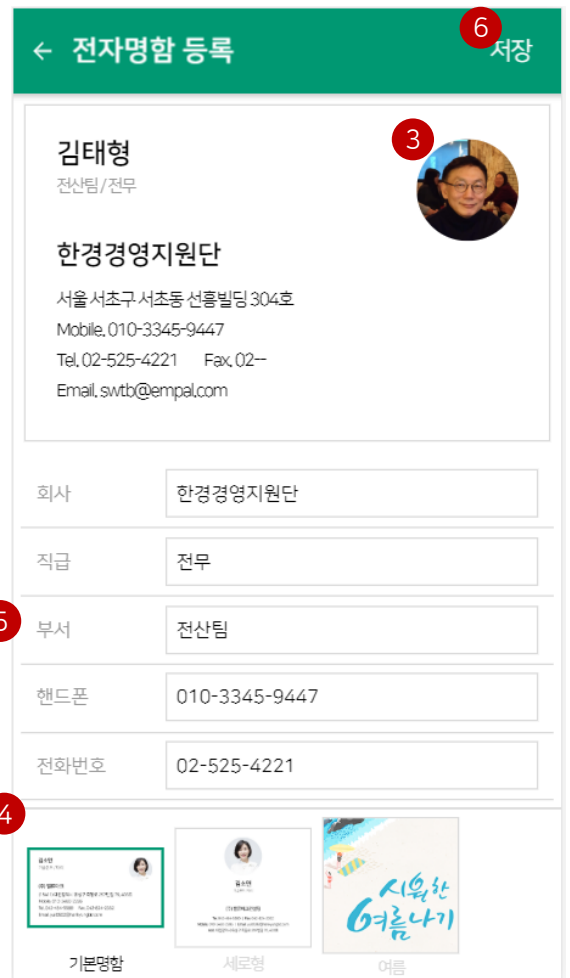 6
← 전자명함 등록 저장
3
김태형
전산팀/전무
한경경영지원단
서울 서초구 서초동 선흥빌딩 304호
Mobile. 010-3345-9447
Tel. 02-525-4221 Fax. 02--
Email. swtb@empal.com
회사 한경경영지원단
직급 전무
5
부서 전산팀
핸드폰 010-3345-9447
전화번호 02-525-4221
4
시원한
여름나기
기본명함 세로형 여름